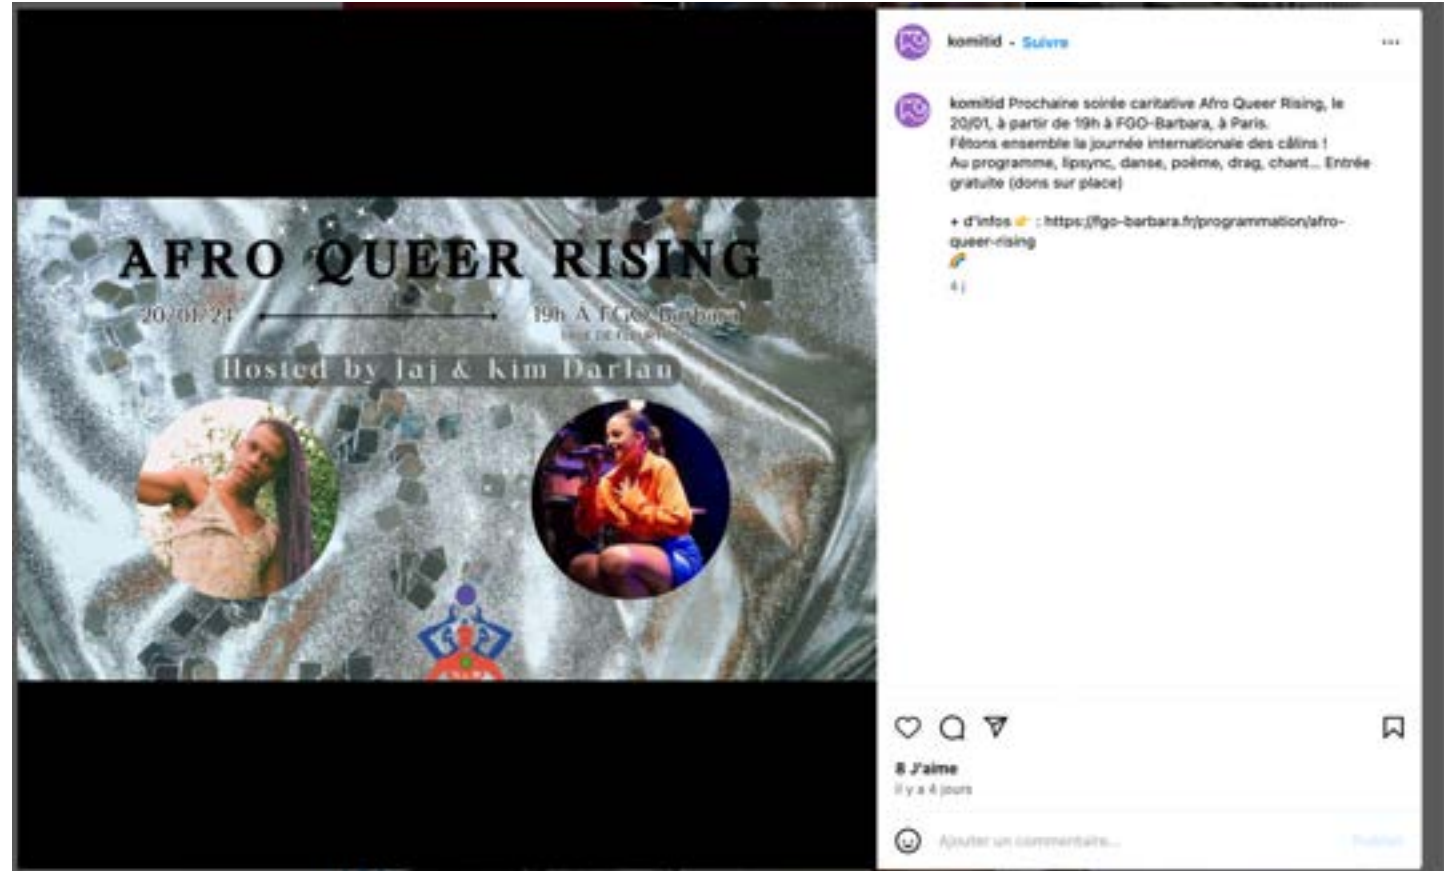 AFRO QUEER RISING
20/01/24
19h À FGO-Barbara
Hosted by Jaj & Kim Darlan
komitid • Suivre
komitid Prochaine soirée caritative Afro Queer Rising, le
20/01, à partir de 19h à FGO-Barbara, à Paris.
Fêtons ensemble la journée internationale des câlins !
Au programme, lipsync, danse, poème, drag, chant... Entrée
gratuite (dons sur place)
+ d'infos 👉 : https://fgo-barbara.fr/programmation/afro-
queer-rising
🌈
4 j
8 J'aime
il y a 4 jours
Ajouter un commentaire...
Publier